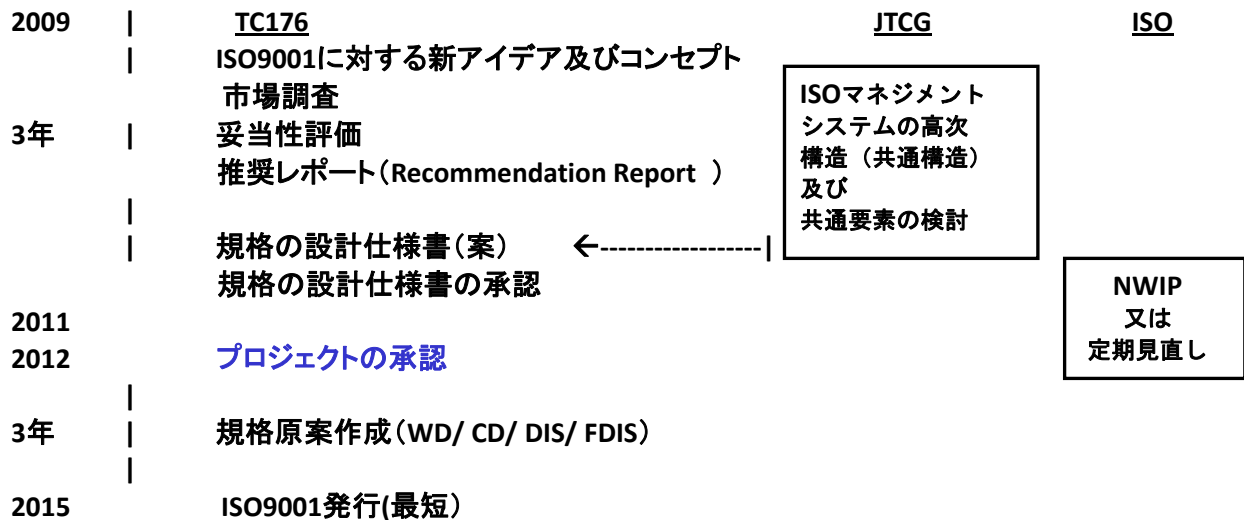 2009 | TC176 JTCG ISO
| ISO9001に対する新アイデア及びコンセプト
市場調査
3年 | 妥当性評価
推奨レポート（Recommendation Report ）
|
| 規格の設計仕様書（案） ←------------------|
規格の設計仕様書の承認
2011
2012 プロジェクトの承認
|
3年 | 規格原案作成（WD/ CD/ DIS/ FDIS）
|
2015 ISO9001発行(最短）
ISOマネジメント
システムの高次
構造（共通構造）
及び
共通要素の検討
NWIP
又は
定期見直し